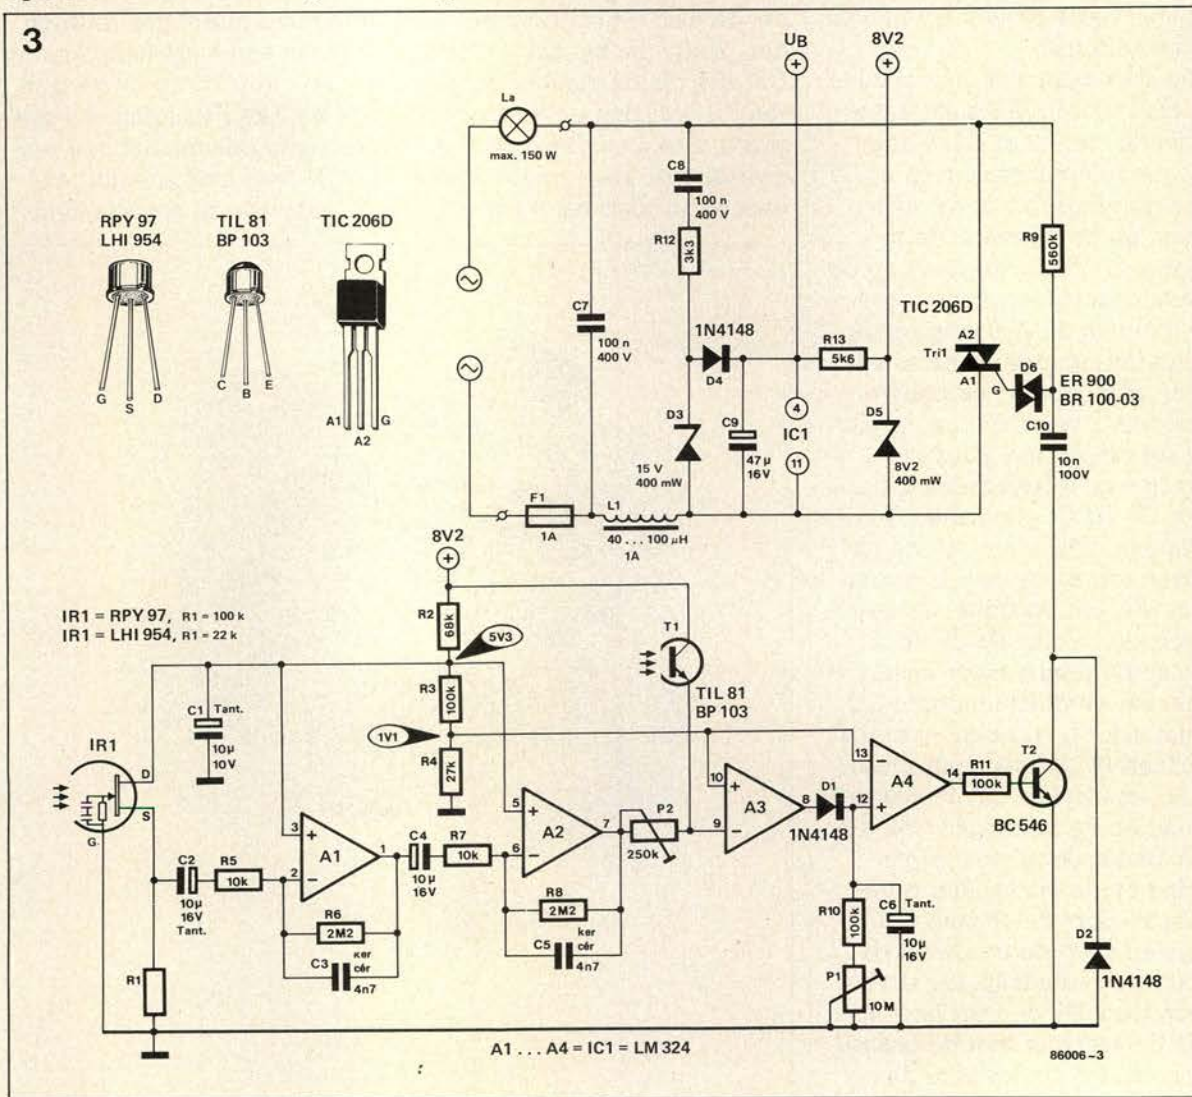 3
UB
8V2
La
max. 150 W
RPY 97
LHI 954
TIL 81
BP 103
TIC 206D
G
S
D
C
B
E
A1
A2
G
C8
100 n
400 V
R12
3k3
C7
100 n
400 V
1N4148
D4
R13
5k6
R9
560k
TIC 206D
A2
Tri1
A1
G
D6
ER 900
BR 100-03
C10
10n
100V
D3
15 V
400 mW
C9
47 µ
16V
4
IC1
11
D5
8V2
400 mW
F1
1A
L1
40 . . . 100 µH
1A
8V2
IR1 = RPY 97, R1 = 100 k
IR1 = LHI 954, R1 = 22 k
R2
68k
5V3
T1
TIL 81
BP 103
R3
100k
1V1
R4
27k
C1
Tant.
10µ
10V
IR1
D
S
G
C2
10µ
16V
Tant.
R5
10k
R1
3
+
2
−
A1
1
R6
2M2
C3
ker
cér
4n7
C4
10 µ
16V
R7
10k
5
+
6
−
A2
7
R8
2M2
C5
ker
cér
4n7
P2
250k
10
+
9
−
A3
8
D1
1N4148
13
−
12
+
A4
14
R11
100k
T2
BC 546
R10
100k
C6
Tant.
10µ
16V
P1
10 M
D2
1N4148
A1 . . . A4 = IC1 = LM 324
86006-3